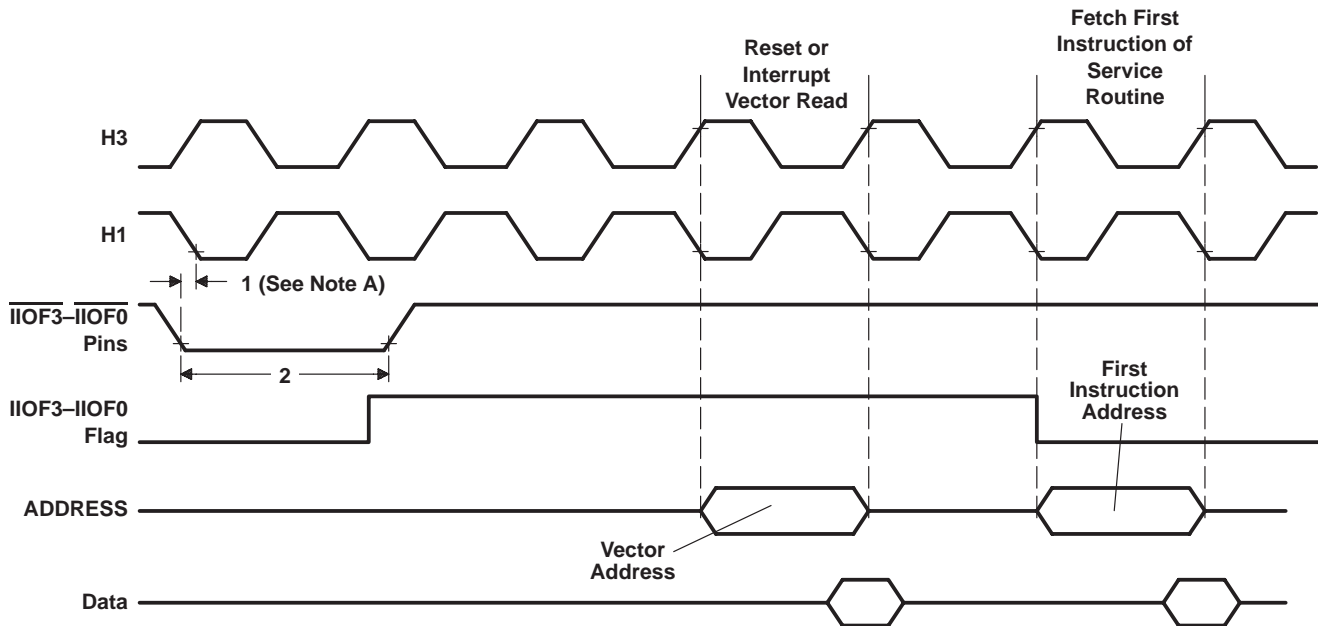 Reset or
Interrupt
Vector Read
Fetch First
Instruction of
Service
Routine
H3
H1
1 (See Note A)
IIOF3–IIOF0
Pins
2
IIOF3–IIOF0
Flag
First
Instruction
Address
ADDRESS
Vector
Address
Data